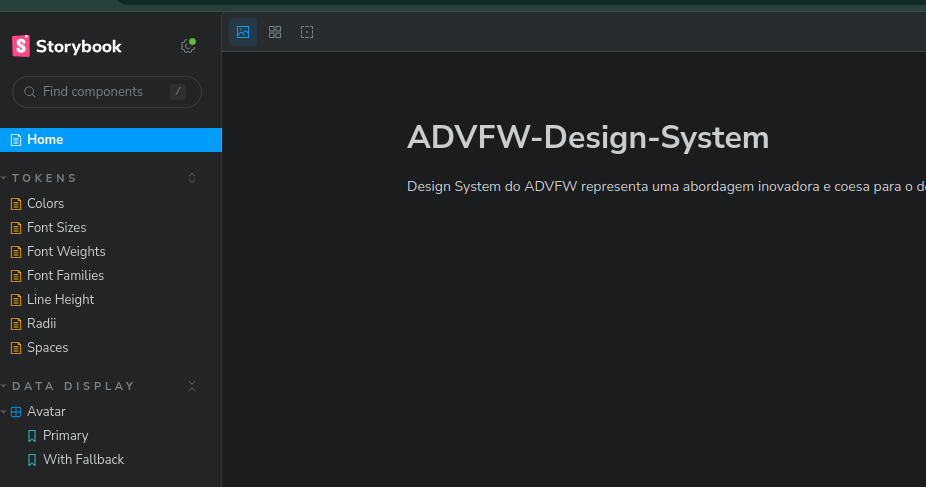 Storybook
Find components /
Home
TOKENS
Colors
Font Sizes
Font Weights
Font Families
Line Height
Radii
Spaces
DATA DISPLAY
Avatar
Primary
With Fallback
ADVFW-Design-System
Design System do ADVFW representa uma abordagem inovadora e coesa para o